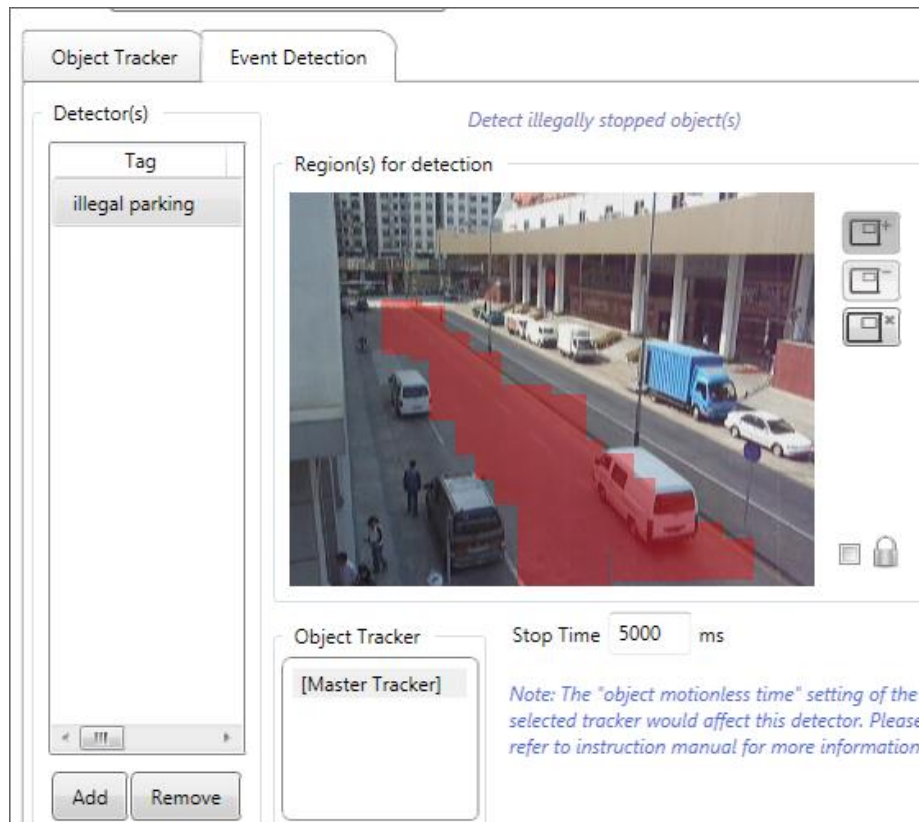 Object Tracker
Event Detection
Detector(s)
Tag
illegal parking
Add
Remove
Detect illegally stopped object(s)
Region(s) for detection
Object Tracker
[Master Tracker]
Stop Time 5000 ms
Note: The "object motionless time" setting of the
selected tracker would affect this detector. Please
refer to instruction manual for more information